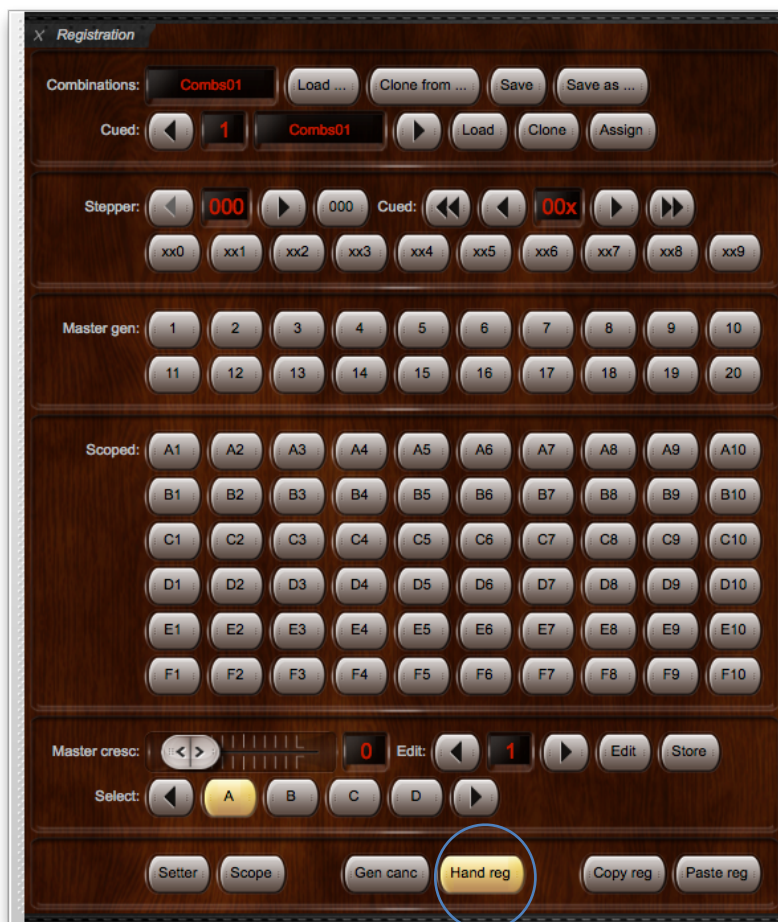 X Registration
Combinations: Combs01 Load ... Clone from ... Save Save as ...
Cued: 1 Combs01 Load Clone Assign
Stepper: 000 000 Cued: 00x
xx0 xx1 xx2 xx3 xx4 xx5 xx6 xx7 xx8 xx9
Master gen: 1 2 3 4 5 6 7 8 9 10
11 12 13 14 15 16 17 18 19 20
Scoped: A1 A2 A3 A4 A5 A6 A7 A8 A9 A10
B1 B2 B3 B4 B5 B6 B7 B8 B9 B10
C1 C2 C3 C4 C5 C6 C7 C8 C9 C10
D1 D2 D3 D4 D5 D6 D7 D8 D9 D10
E1 E2 E3 E4 E5 E6 E7 E8 E9 E10
F1 F2 F3 F4 F5 F6 F7 F8 F9 F10
Master cresc: < > 0 Edit: 1 Edit Store
Select: A B C D
Setter Scope Gen canc Hand reg Copy reg Paste reg